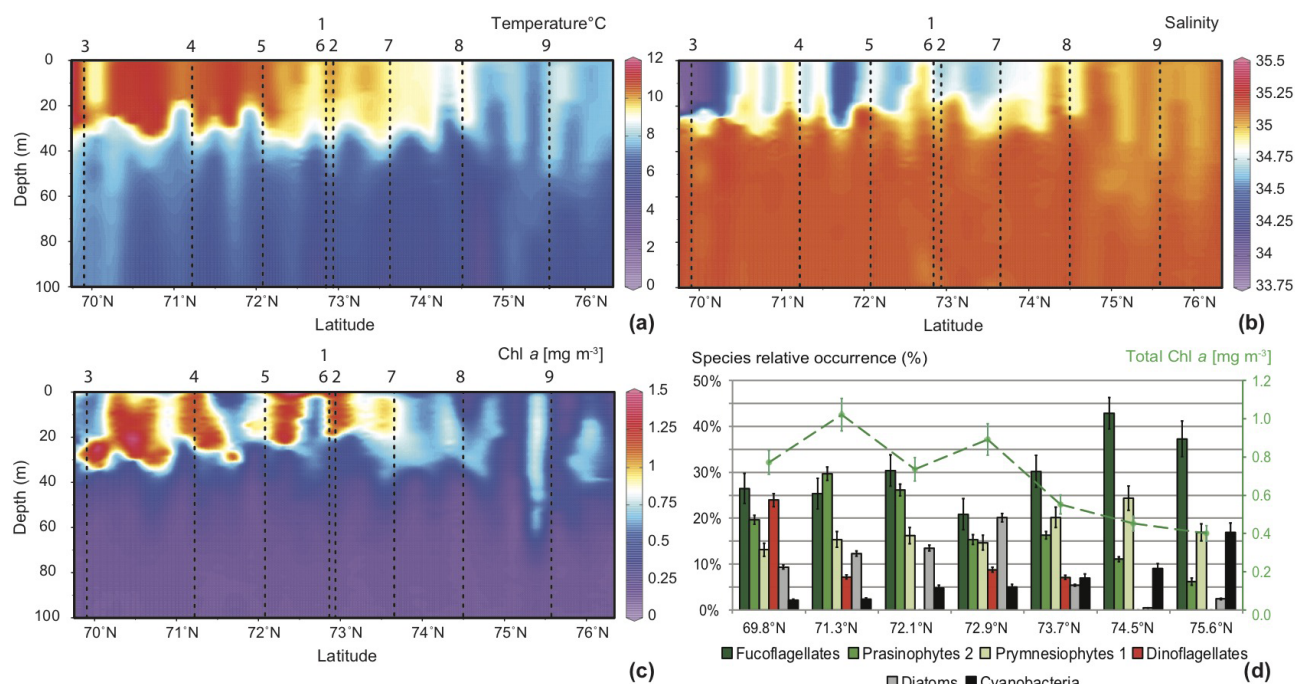 1
Temperature°C
3 4 5 6 2 7 8 9
0
20
40
60
80
100
Depth (m)
70°N 71°N 72°N 73°N 74°N 75°N 76°N
Latitude
12
10
8
6
4
2
0
(a)
1
Salinity
3 4 5 6 2 7 8 9
70°N 71°N 72°N 73°N 74°N 75°N 76°N
Latitude
35.5
35.25
35
34.75
34.5
34.25
34
33.75
(b)
1
Chl a [mg m-3]
3 4 5 6 2 7 8 9
0
20
40
60
80
100
Depth (m)
70°N 71°N 72°N 73°N 74°N 75°N 76°N
Latitude
1.5
1.25
1
0.75
0.5
0.25
0
(c)
Species relative occurrence (%)
Total Chl a [mg m-3]
50%
40%
30%
20%
10%
0%
1.2
1.0
0.8
0.6
0.4
0.2
0.0
69.8°N 71.3°N 72.1°N 72.9°N 73.7°N 74.5°N 75.6°N
Fucoflagellates Prasinophytes 2 Prymnesiophytes 1 Dinoflagellates
(d)
Diatoms Cyanobacteria